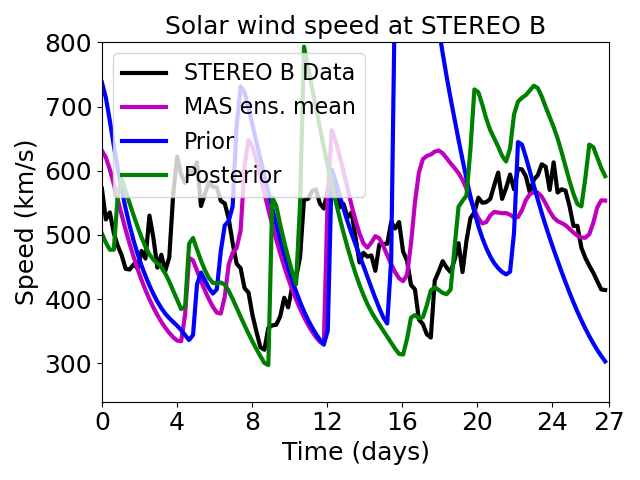 Solar wind speed at STEREO B
800
700
600
500
400
300
Speed (km/s)
STEREO B Data
MAS ens. mean
Prior
Posterior
0 4 8 12 16 20 24 27
Time (days)